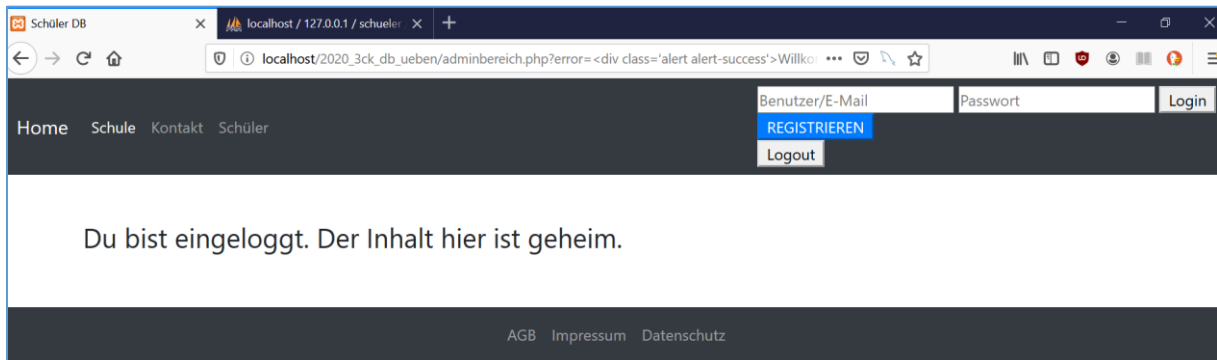 Schüler DB
localhost / 127.0.0.1 / schueler
localhost/2020_3ck_db_ueben/adminbereich.php?error=<div class='alert alert-success'>Willko
Benutzer/E-Mail Passwort Login
Home Schule Kontakt Schüler
REGISTRIEREN
Logout
Du bist eingeloggt. Der Inhalt hier ist geheim.
AGB Impressum Datenschutz